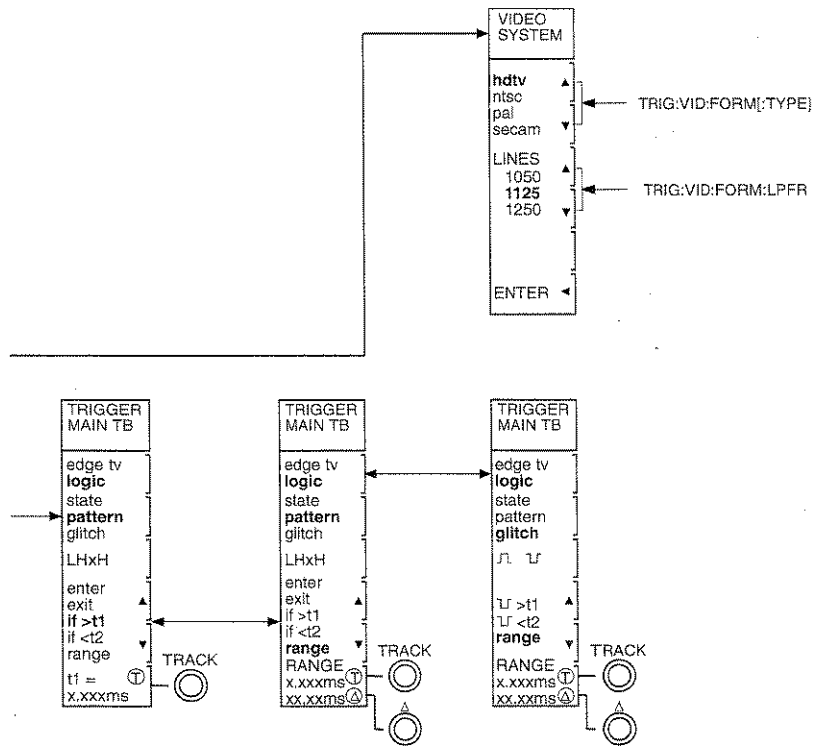 VIDEO
SYSTEM
hdtv
ntsc
pal
secam
TRIG:VID:FORM[:TYPE]
LINES
1050
1125
1250
TRIG:VID:FORM:LPFR
ENTER
TRIGGER
MAIN TB
edge tv
logic
state
pattern
glitch
LHxH
enter
exit
if >t1
if <t2
range
t1 =
x.xxxms
T
TRACK
TRIGGER
MAIN TB
edge tv
logic
state
pattern
glitch
LHxH
enter
exit
if >t1
if <t2
range
RANGE
x.xxxms T
xx.xxms Δ
TRACK
Δ
TRIGGER
MAIN TB
edge tv
logic
state
pattern
glitch
>t1
<t2
range
RANGE
x.xxxms T
xx.xxms Δ
TRACK
Δ